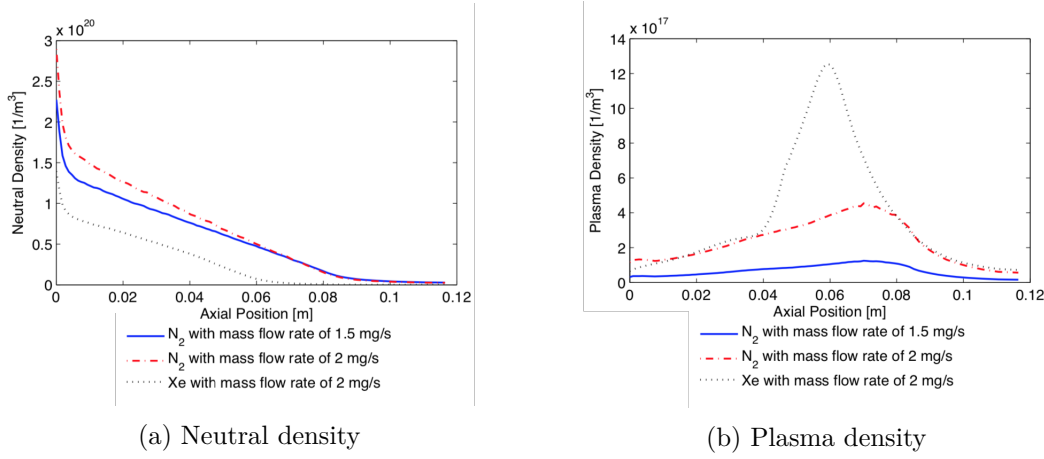 x 10^20
3
2.5
2
1.5
1
0.5
0
0
0.02
0.04
0.06
0.08
0.1
0.12
Neutral Density [1/m^3]
Axial Position [m]
N_2 with mass flow rate of 1.5 mg/s
N_2 with mass flow rate of 2 mg/s
Xe with mass flow rate of 2 mg/s
(a) Neutral density
x 10^17
14
12
10
8
6
4
2
0
0
0.02
0.04
0.06
0.08
0.1
0.12
Plasma Density [1/m^3]
Axial Position [m]
N_2 with mass flow rate of 1.5 mg/s
N_2 with mass flow rate of 2 mg/s
Xe with mass flow rate of 2 mg/s
(b) Plasma density